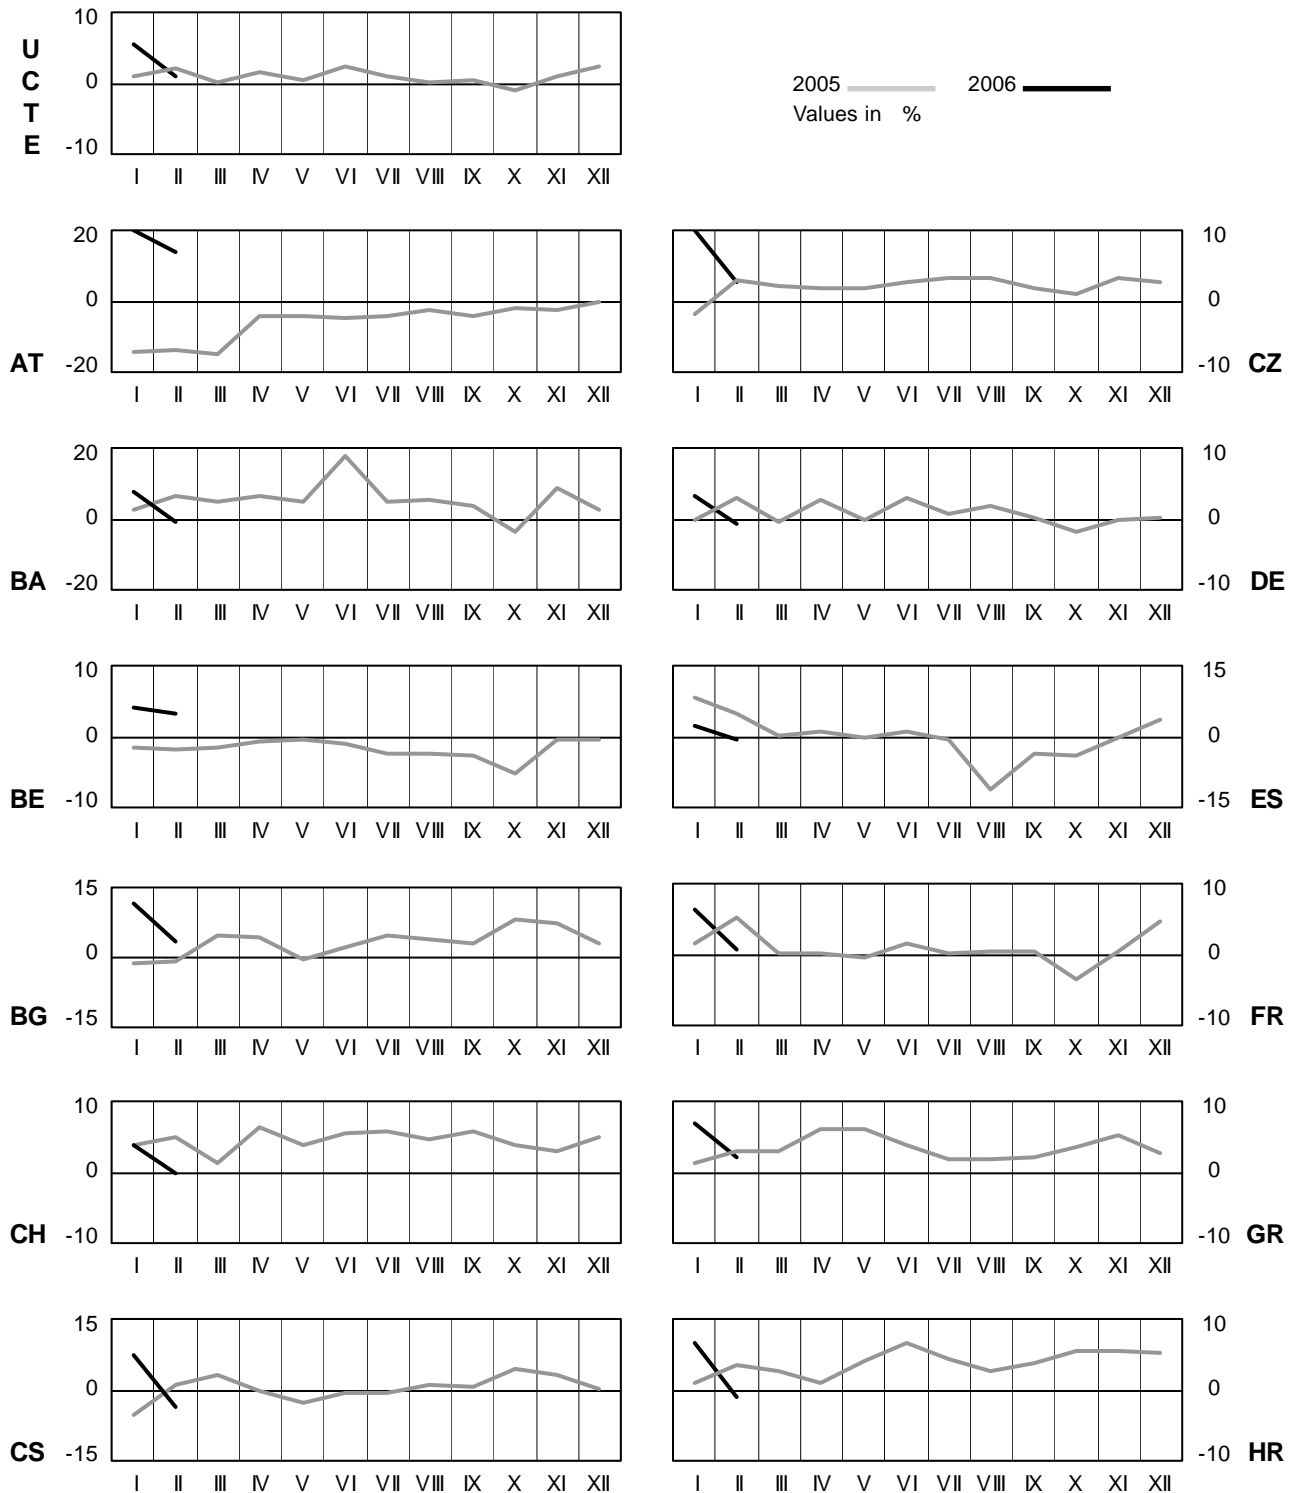 10
U
C
T
E
0
-10
I II III IV V VI VII VIII IX X XI XII
2005 2006
Values in %
20
0
AT -20
I II III IV V VI VII VIII IX X XI XII
10
0
-10 CZ
I II III IV V VI VII VIII IX X XI XII
20
0
BA -20
I II III IV V VI VII VIII IX X XI XII
10
0
-10 DE
I II III IV V VI VII VIII IX X XI XII
10
0
BE -10
I II III IV V VI VII VIII IX X XI XII
15
0
-15 ES
I II III IV V VI VII VIII IX X XI XII
15
0
BG -15
I II III IV V VI VII VIII IX X XI XII
10
0
-10 FR
I II III IV V VI VII VIII IX X XI XII
10
0
CH -10
I II III IV V VI VII VIII IX X XI XII
10
0
-10 GR
I II III IV V VI VII VIII IX X XI XII
15
0
CS -15
I II III IV V VI VII VIII IX X XI XII
10
0
-10 HR
I II III IV V VI VII VIII IX X XI XII